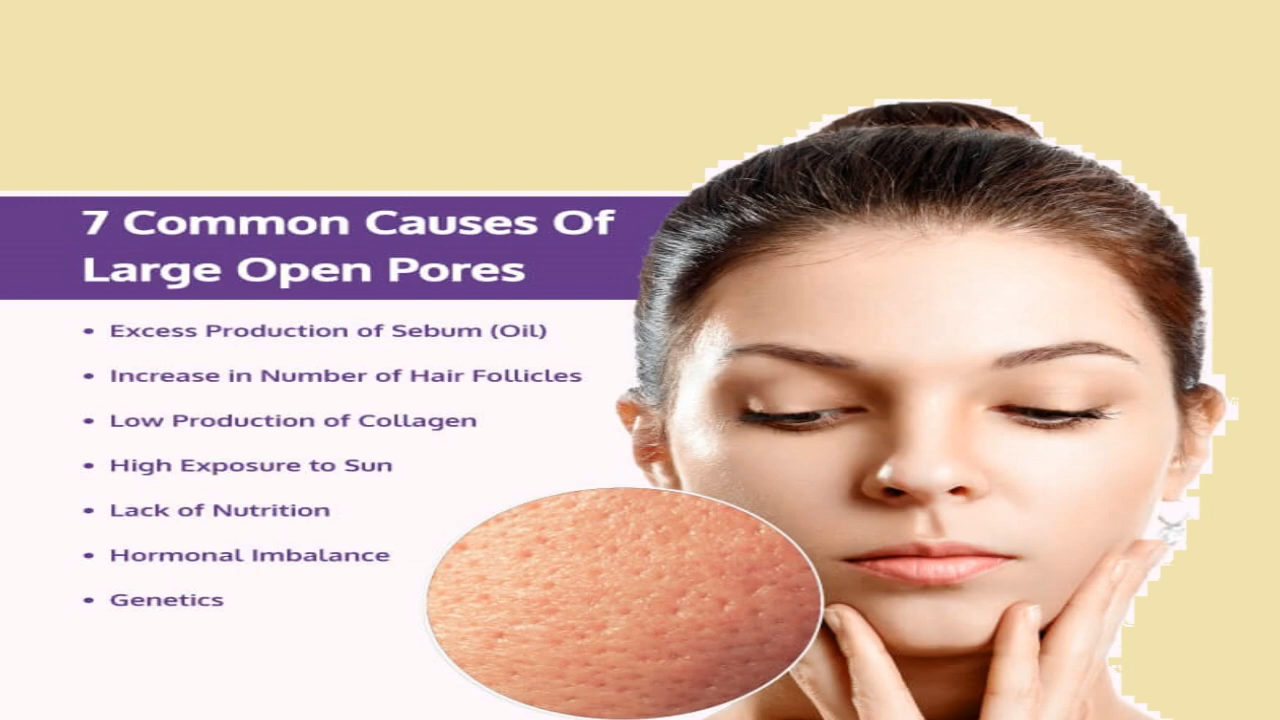 7 Common Causes Of
Large Open Pores
• Excess Production of Sebum (Oil)
• Increase in Number of Hair Follicles
• Low Production of Collagen
• High Exposure to Sun
• Lack of Nutrition
• Hormonal Imbalance
• Genetics